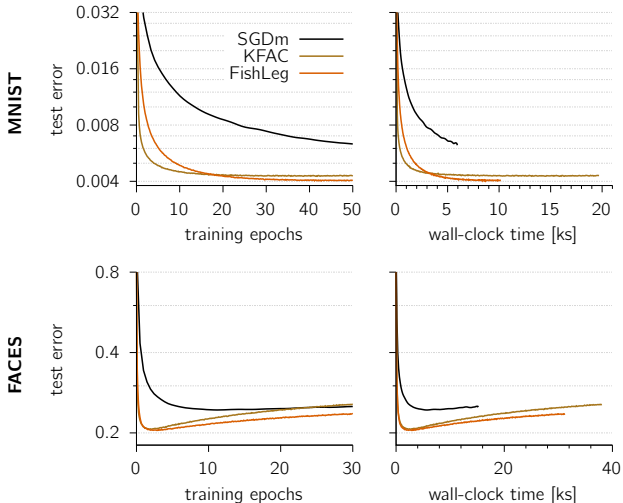 MNIST
test error
0.032
0.016
0.008
0.004
SGDm
KFAC
FishLeg
0 10 20 30 40 50
training epochs
0 5 10 15 20
wall-clock time [ks]
FACES
test error
0.8
0.4
0.2
0 10 20 30
training epochs
0 20 40
wall-clock time [ks]